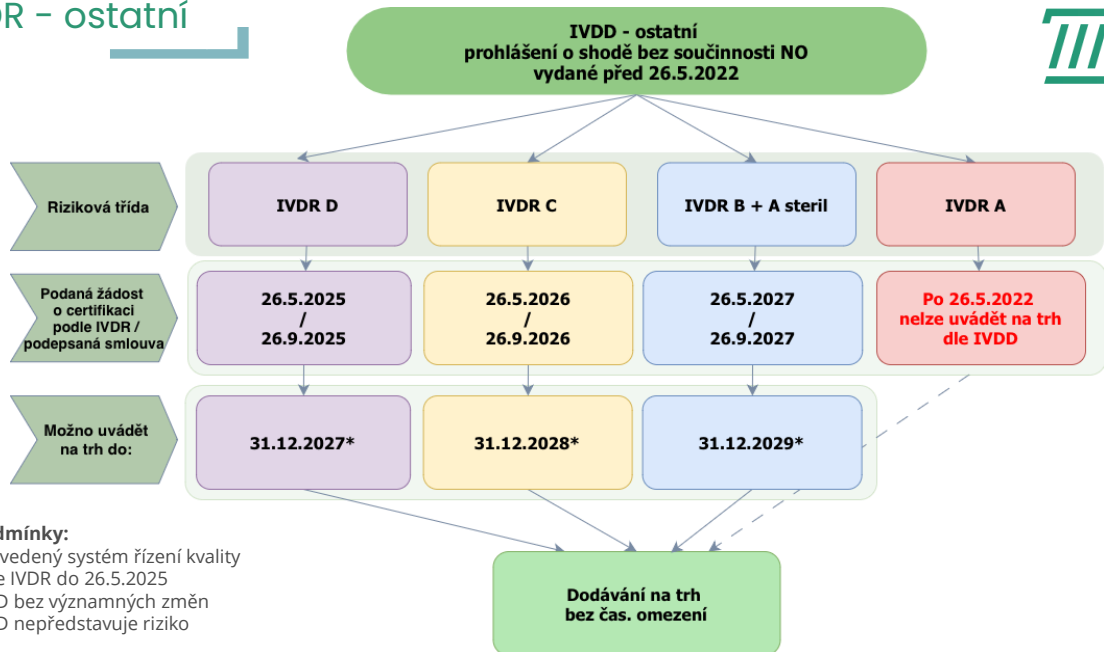 DR - ostatní
IVDD - ostatní
prohlášení o shodě bez součinnosti NO
vydané před 26.5.2022
Riziková třída
IVDR D
IVDR C
IVDR B + A steril
IVDR A
Podaná žádost
o certifikaci
podle IVDR /
podepsaná smlouva
26.5.2025
/
26.9.2025
26.5.2026
/
26.9.2026
26.5.2027
/
26.9.2027
Po 26.5.2022
nelze uvádět na trh
dle IVDD
Možno uvádět
na trh do:
31.12.2027*
31.12.2028*
31.12.2029*
dmínky:
vedený systém řízení kvality
e IVDR do 26.5.2025
D bez významných změn
D nepředstavuje riziko
Dodávání na trh
bez čas. omezení